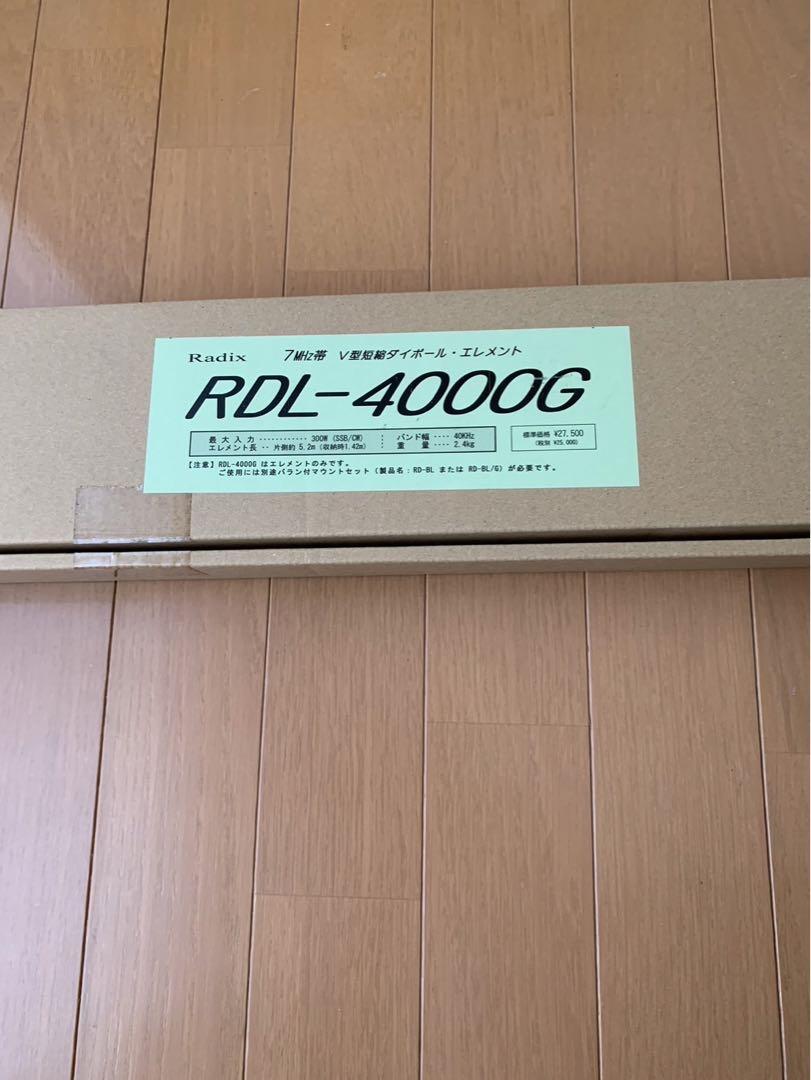 Radix 7MHz帯 V型短縮ダイポール・エレメント
RDL-4000G
最大入力 ············ 300W (SSB/CW) : バンド幅 ···· 40KHz
エレメント長 ·· 片側約 5.2m (収納時1.42m) : 重量 ···· 2.4kg
標準価格 ¥27,500
(税別 ¥25,000)
【注意】RDL-4000G はエレメントのみです。
ご使用には別途バラン付マウントセット (製品名:RD-BL または RD-BL/G) が必要です。